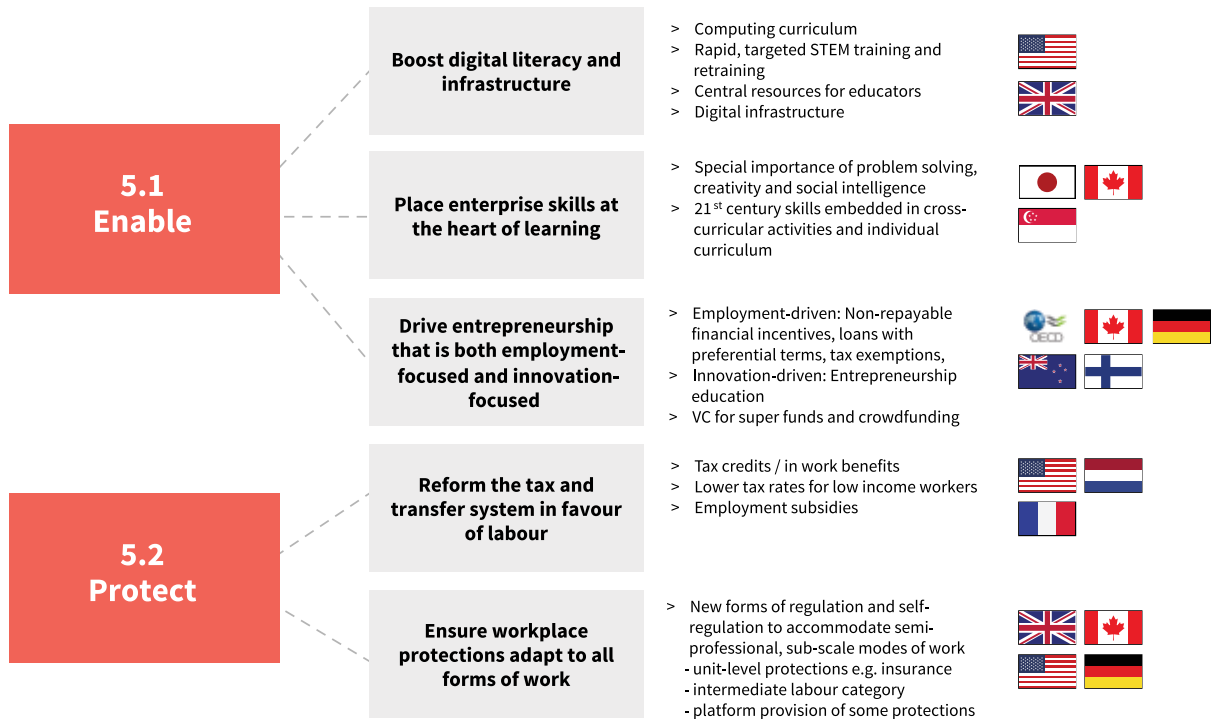 5.1
Enable
Boost digital literacy and
infrastructure
> Computing curriculum
> Rapid, targeted STEM training and
retraining
> Central resources for educators
> Digital infrastructure
Place enterprise skills at
the heart of learning
> Special importance of problem solving,
creativity and social intelligence
> 21st century skills embedded in cross-
curricular activities and individual
curriculum
Drive entrepreneurship
that is both employment-
focused and innovation-
focused
> Employment-driven: Non-repayable
financial incentives, loans with
preferential terms, tax exemptions,
> Innovation-driven: Entrepreneurship
education
> VC for super funds and crowdfunding
OECD
5.2
Protect
Reform the tax and
transfer system in favour
of labour
> Tax credits / in work benefits
> Lower tax rates for low income workers
> Employment subsidies
Ensure workplace
protections adapt to all
forms of work
> New forms of regulation and self-
regulation to accommodate semi-
professional, sub-scale modes of work
- unit-level protections e.g. insurance
- intermediate labour category
- platform provision of some protections